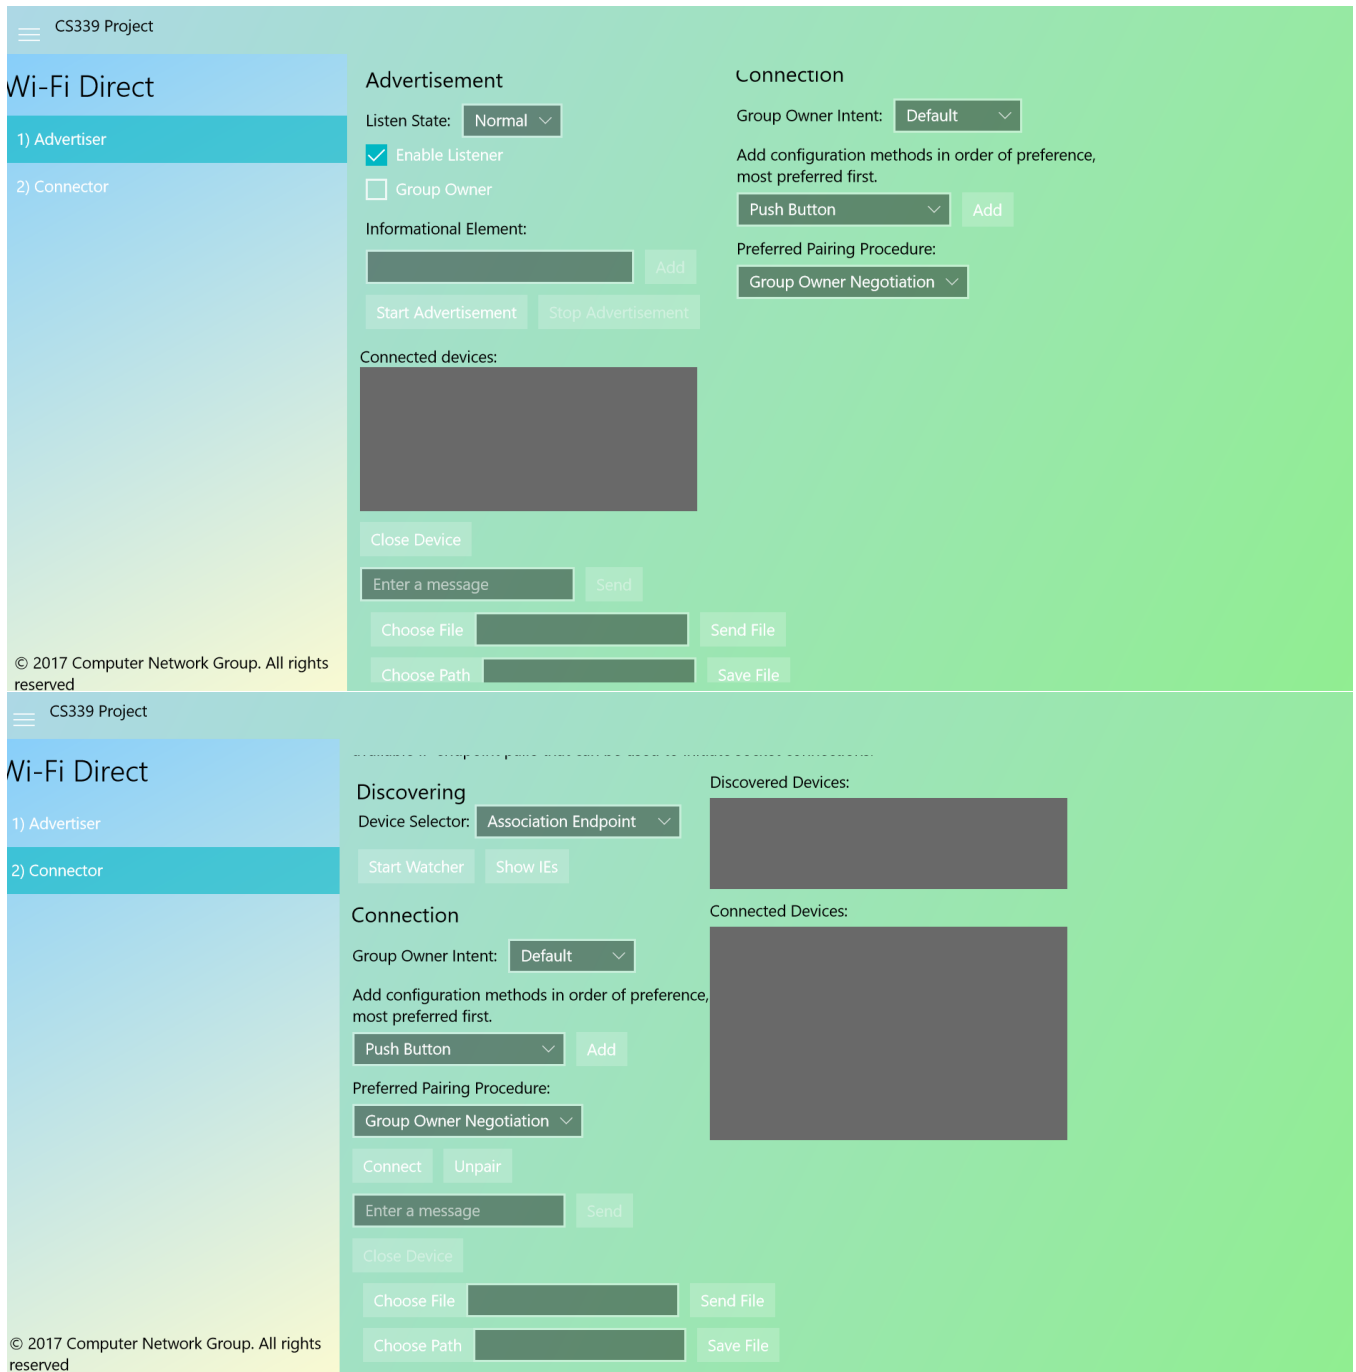 CS339 Project
Wi-Fi Direct
1) Advertiser
2) Connector
© 2017 Computer Network Group. All rights
reserved
Advertisement
Listen State:
Normal
Enable Listener
Group Owner
Informational Element:
Add
Start Advertisement
Stop Advertisement
Connected devices:
Close Device
Enter a message
Send
Choose File
Send File
Choose Path
Save File
Connection
Group Owner Intent:
Default
Add configuration methods in order of preference,
most preferred first.
Push Button
Add
Preferred Pairing Procedure:
Group Owner Negotiation
CS339 Project
Wi-Fi Direct
1) Advertiser
2) Connector
© 2017 Computer Network Group. All rights
reserved
Discovering
Device Selector:
Association Endpoint
Start Watcher
Show IEs
Connection
Group Owner Intent:
Default
Add configuration methods in order of preference,
most preferred first.
Push Button
Add
Preferred Pairing Procedure:
Group Owner Negotiation
Connect
Unpair
Enter a message
Send
Close Device
Choose File
Send File
Choose Path
Save File
Discovered Devices:
Connected Devices: